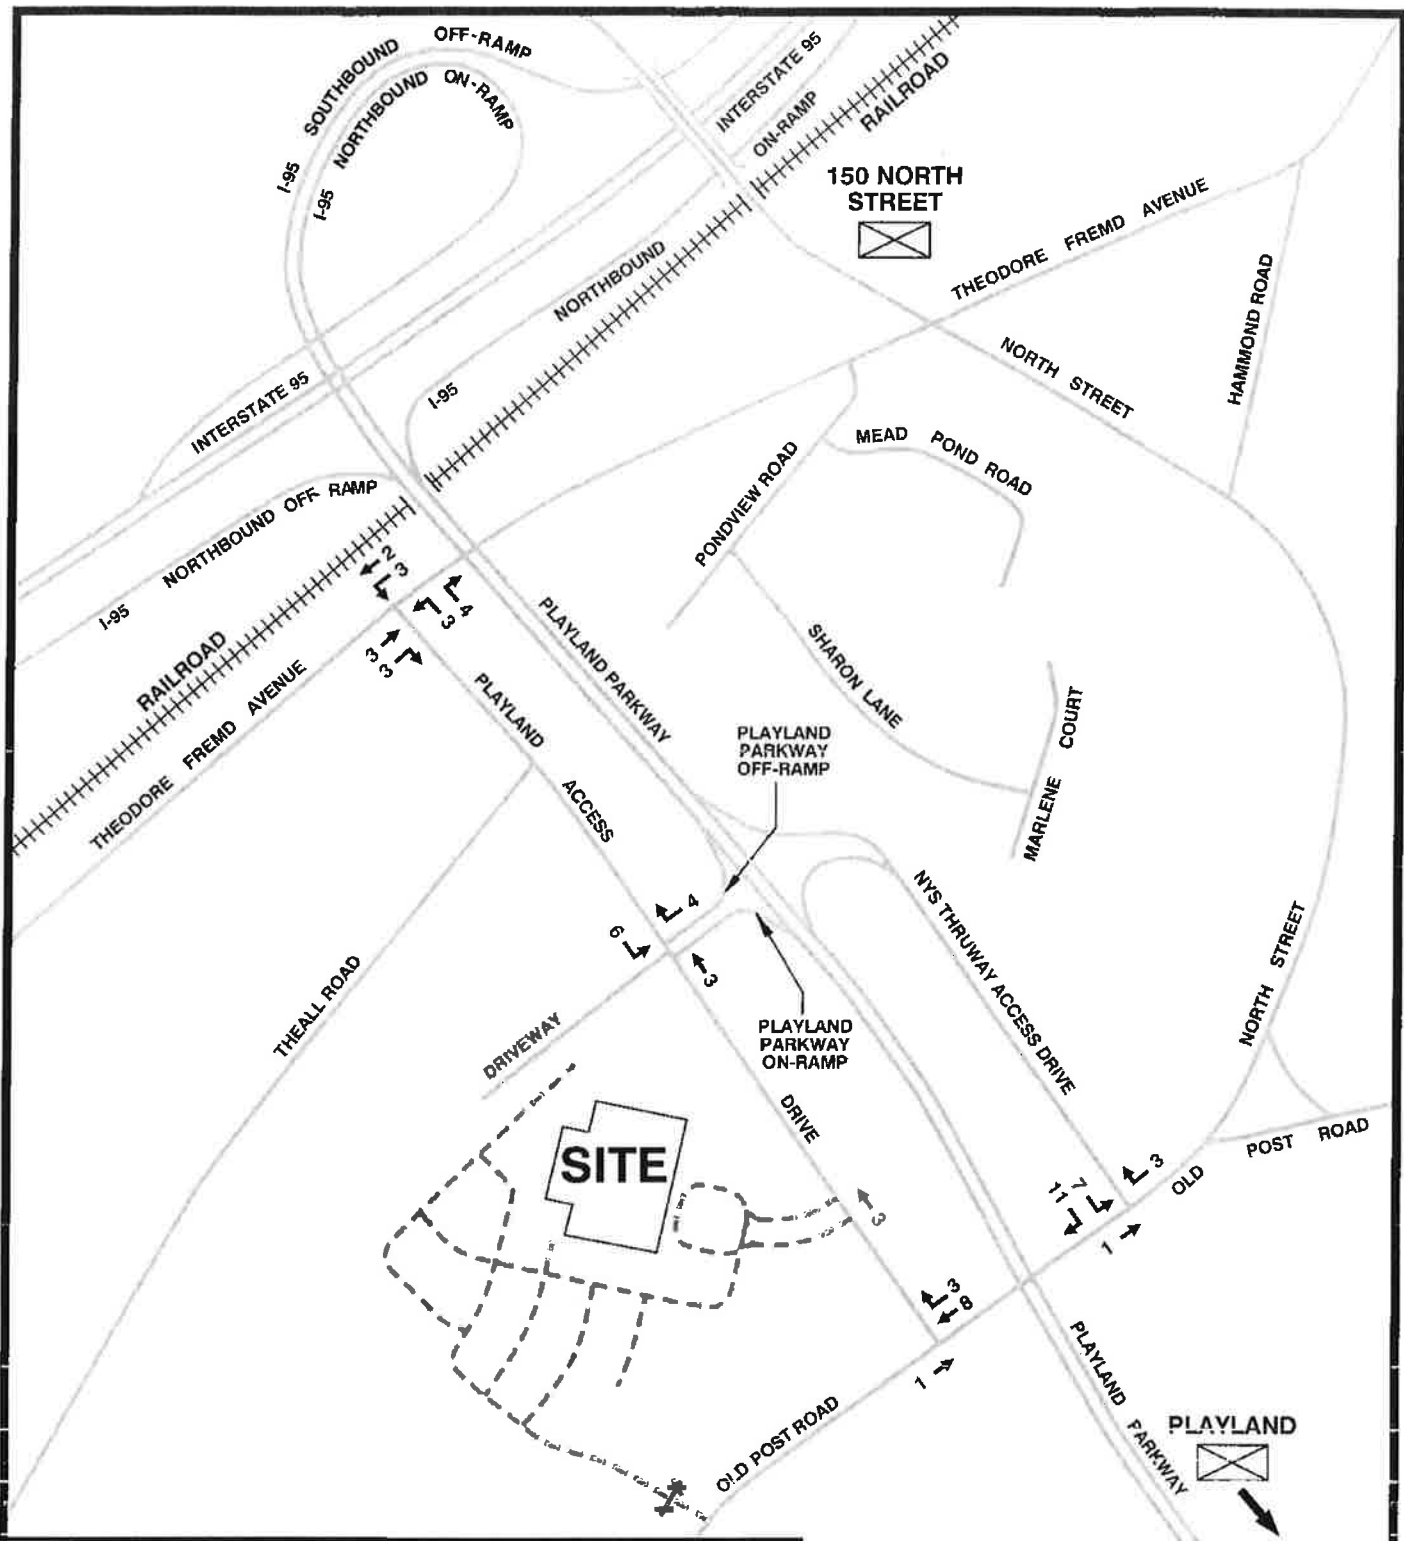 OFF-RAMP
I-95 SOUTHBOUND
I-95 NORTHBOUND ON-RAMP
INTERSTATE 95
ON-RAMP
RAILROAD
150 NORTH
STREET
THEODORE FREMD AVENUE
HAMMOND ROAD
NORTHBOUND
I-95
NORTH STREET
INTERSTATE 95
MEAD POND ROAD
PONDVIEW ROAD
I-95 NORTHBOUND OFF RAMP
2
3
4
3
3
3
RAILROAD
THEODORE FREMD AVENUE
PLAYLAND PARKWAY
SHARON LANE
MARLENE COURT
PLAYLAND ACCESS DRIVE
PLAYLAND
PARKWAY
OFF-RAMP
4
6
3
NYS THRUWAY ACCESS DRIVE
NORTH STREET
THEALL ROAD
DRIVEWAY
PLAYLAND
PARKWAY
ON-RAMP
SITE
POST ROAD
OLD
3
7
11
1
3
3
8
1
OLD POST ROAD
PLAYLAND PARKWAY
PLAYLAND